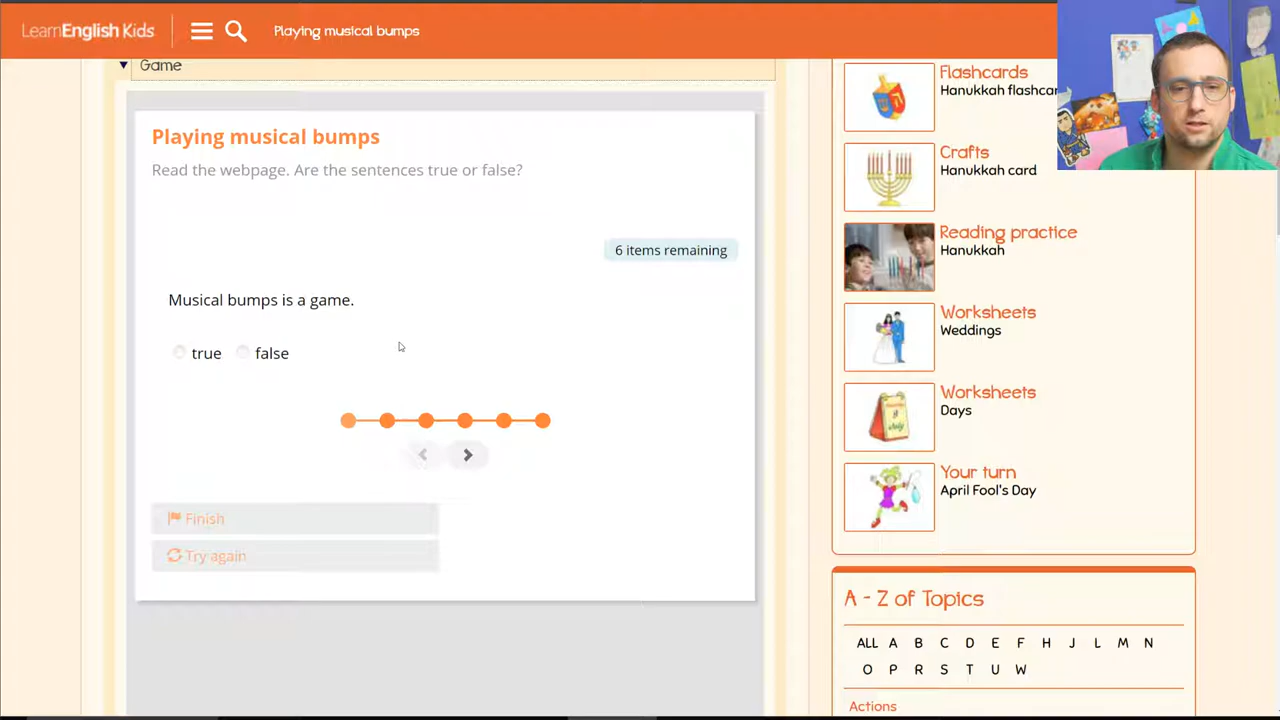 LearnEnglish Kids
Playing musical bumps
Game
Playing musical bumps
Read the webpage. Are the sentences true or false?
6 items remaining
Musical bumps is a game.
true
false
Finish
Try again
Flashcards
Hanukkah flashcar
Crafts
Hanukkah card
Reading practice
Hanukkah
Worksheets
Weddings
Worksheets
Days
Your turn
April Fool's Day
A - Z of Topics
ALL A B C D E F H J L M N
O P R S T U W
Actions